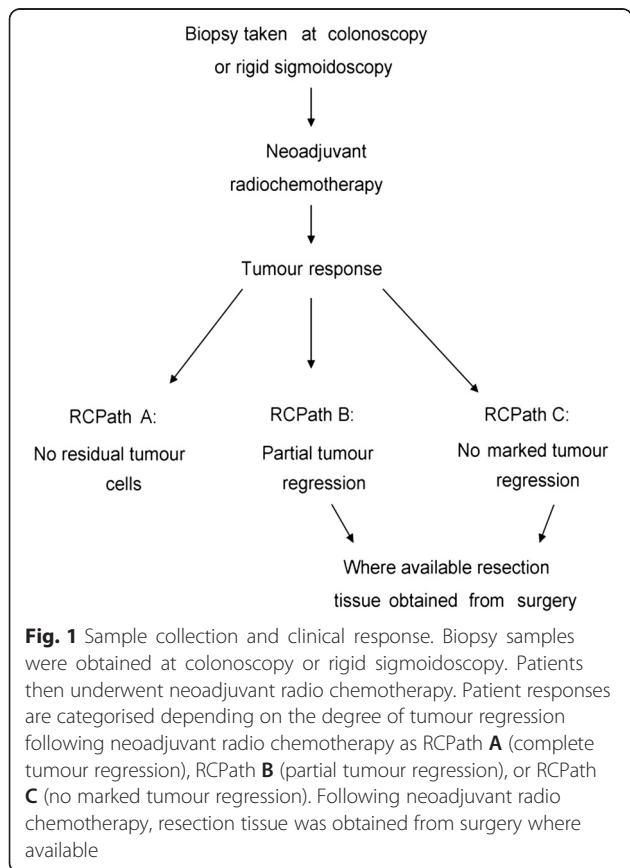 Biopsy taken at colonoscopy
or rigid sigmoidoscopy
Neoadjuvant
radiochemotherapy
Tumour response
RCPath A:
No residual tumour
cells
RCPath B:
Partial tumour
regression
RCPath C:
No marked tumour
regression
Where available resection
tissue obtained from surgery
Fig. 1 Sample collection and clinical response. Biopsy samples
were obtained at colonoscopy or rigid sigmoidoscopy. Patients
then underwent neoadjuvant radio chemotherapy. Patient responses
are categorised depending on the degree of tumour regression
following neoadjuvant radio chemotherapy as RCPath A (complete
tumour regression), RCPath B (partial tumour regression), or RCPath
C (no marked tumour regression). Following neoadjuvant radio
chemotherapy, resection tissue was obtained from surgery where
available